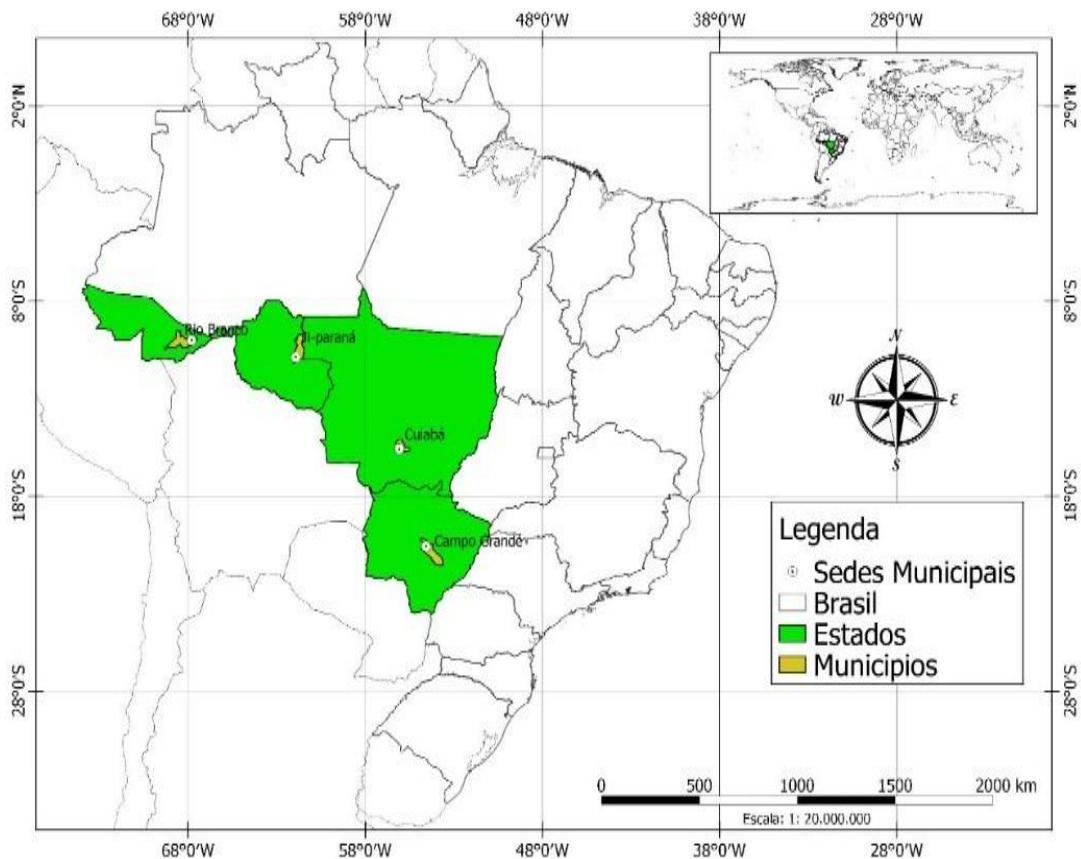 68°0'W 58°0'W 48°0'W 38°0'W 28°0'W
2°0'N 2°0'N
8°0'S 8°0'S
Rio Branco
Ji-paraná
N
W E
S
Cuiabá
18°0'S 18°0'S
Campo Grande
Legenda
Sedes Municipais
Brasil
Estados
Municipios
28°0'S 28°0'S
0 500 1000 1500 2000 km
Escala: 1: 20.000.000
68°0'W 58°0'W 48°0'W 38°0'W 28°0'W